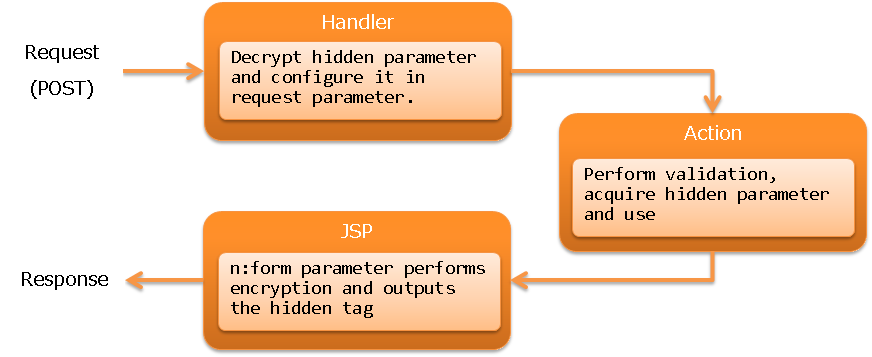 Request
(POST)
Handler
Decrypt hidden parameter
and configure it in
request parameter.
Action
Perform validation,
acquire hidden parameter
and use
JSP
n:form parameter performs
encryption and outputs
the hidden tag
Response